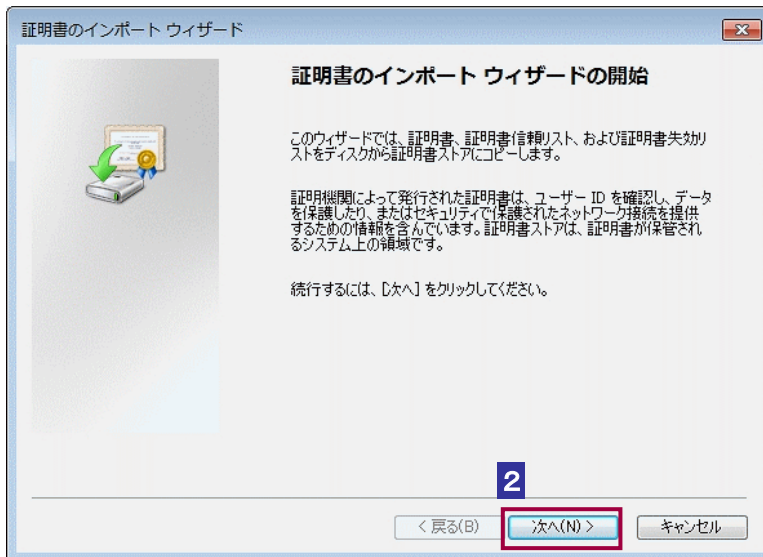 証明書のインポート ウィザード
証明書のインポート ウィザードの開始
このウィザードでは、証明書、証明書信頼リスト、および証明書失効リ
ストをディスクから証明書ストアにコピーします。
証明機関によって発行された証明書は、ユーザー ID を確認し、データ
を保護したり、またはセキュリティで保護されたネットワーク接続を提供
するための情報を含んでいます。証明書ストアは、証明書が保管され
るシステム上の領域です。
続行するには、[次へ] をクリックしてください。
2
< 戻る(B)
次へ(N) >
キャンセル